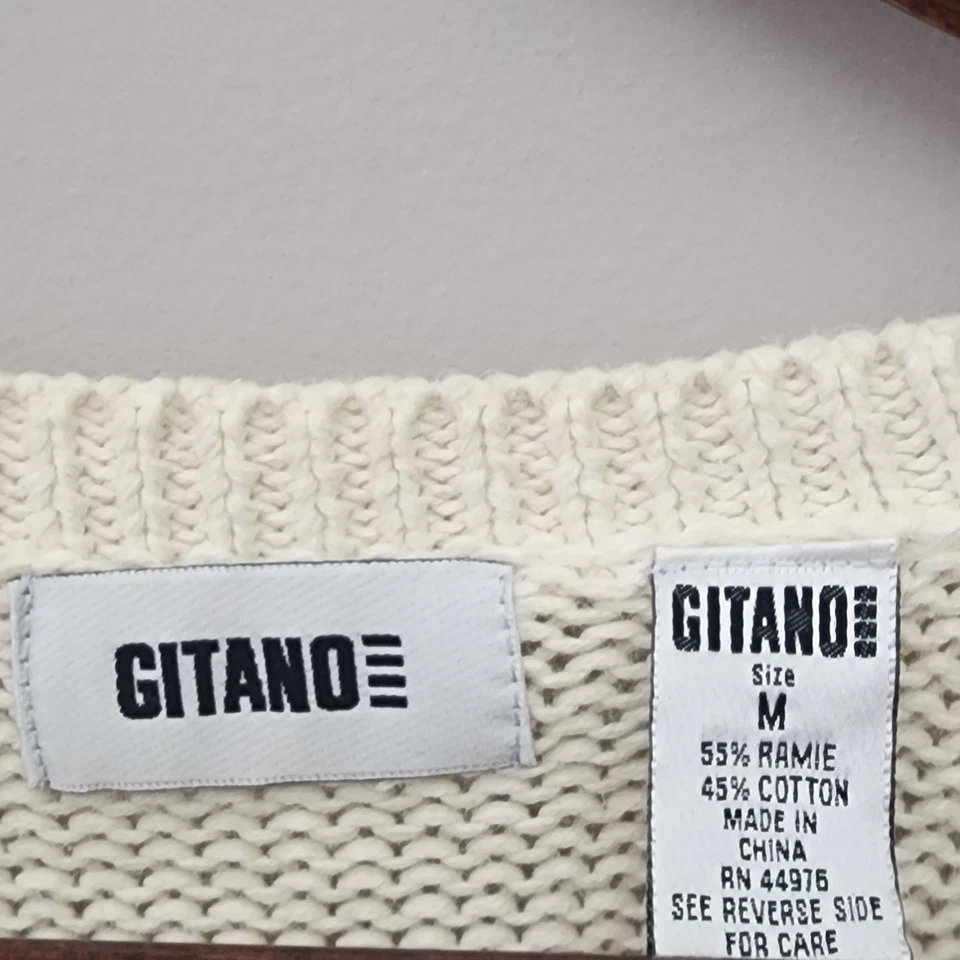 GITANO
GITANO
Size
M
55% RAMIE
45% COTTON
MADE IN
CHINA
RN 44976
SEE REVERSE SIDE
FOR CARE